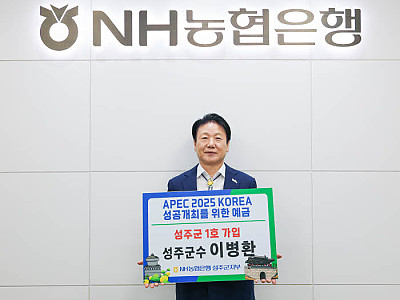 NH농협은행
APEC 2025 KOREA
성공개최를 위한 예금
성주군 1호 가입
성주군수 이병환
NH농협은행 성주군지부